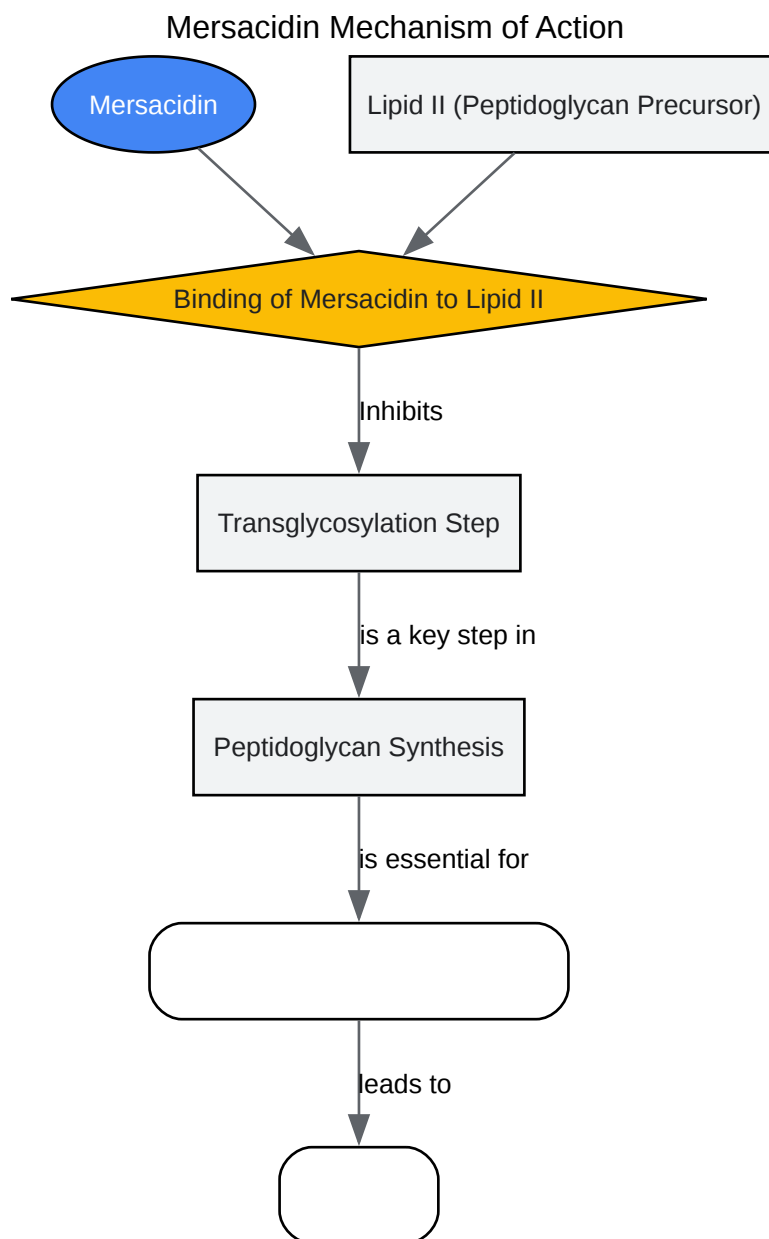 Mersacidin Mechanism of Action
Mersacidin
Lipid II (Peptidoglycan Precursor)
Binding of Mersacidin to Lipid II
Inhibits
Transglycosylation Step
is a key step in
Peptidoglycan Synthesis
is essential for
leads to